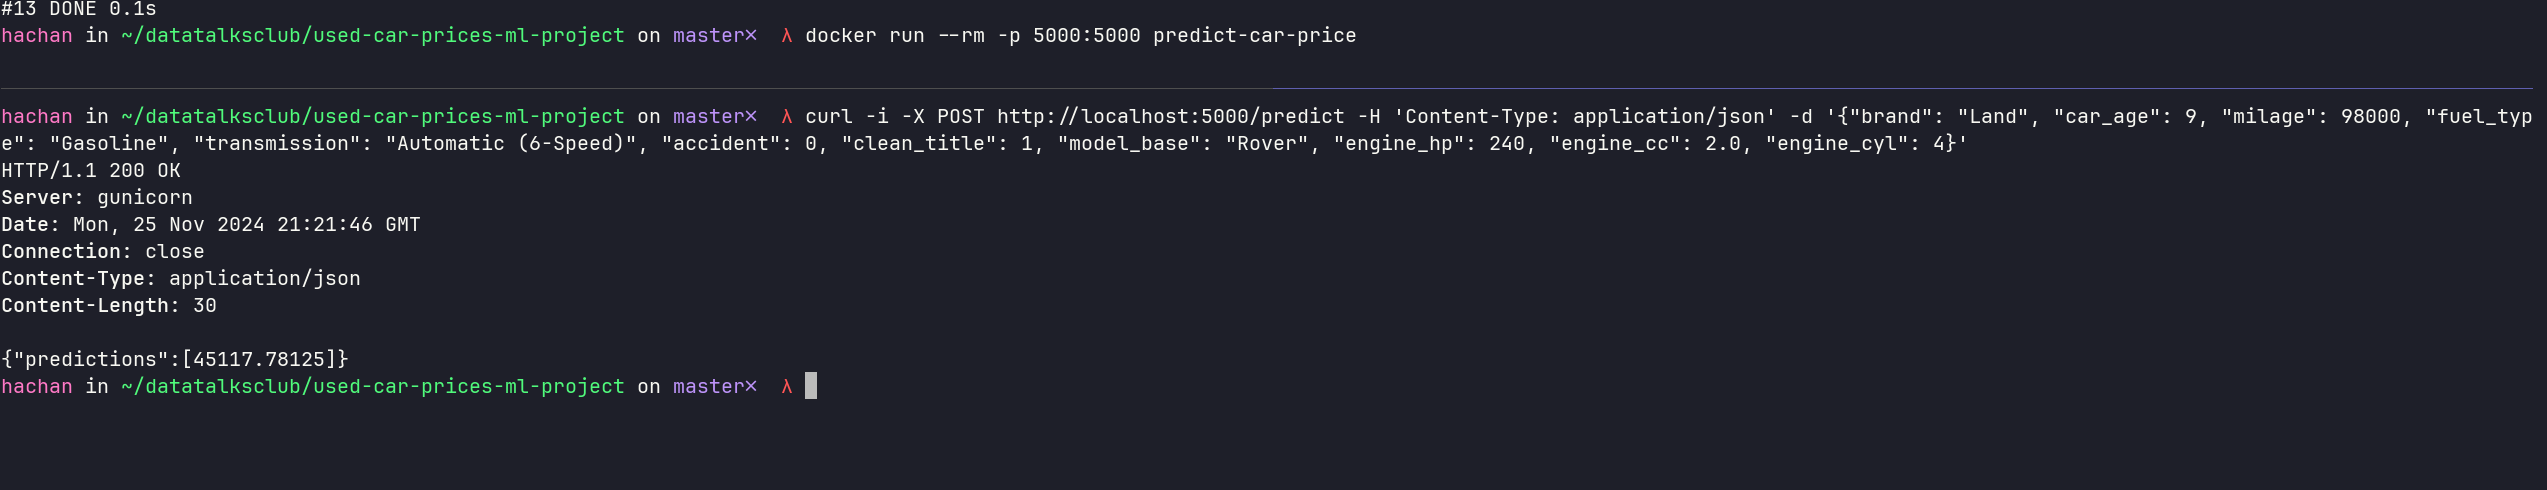 #13 DONE 0.1s
hachan in ~/datatalksclub/used-car-prices-ml-project on master× λ docker run --rm -p 5000:5000 predict-car-price
hachan in ~/datatalksclub/used-car-prices-ml-project on master× λ curl -i -X POST http://localhost:5000/predict -H 'Content-Type: application/json' -d '{"brand": "Land", "car_age": 9, "milage": 98000, "fuel_typ
e": "Gasoline", "transmission": "Automatic (6-Speed)", "accident": 0, "clean_title": 1, "model_base": "Rover", "engine_hp": 240, "engine_cc": 2.0, "engine_cyl": 4}'
HTTP/1.1 200 OK
Server: gunicorn
Date: Mon, 25 Nov 2024 21:21:46 GMT
Connection: close
Content-Type: application/json
Content-Length: 30
{"predictions":[45117.78125]}
hachan in ~/datatalksclub/used-car-prices-ml-project on master× λ